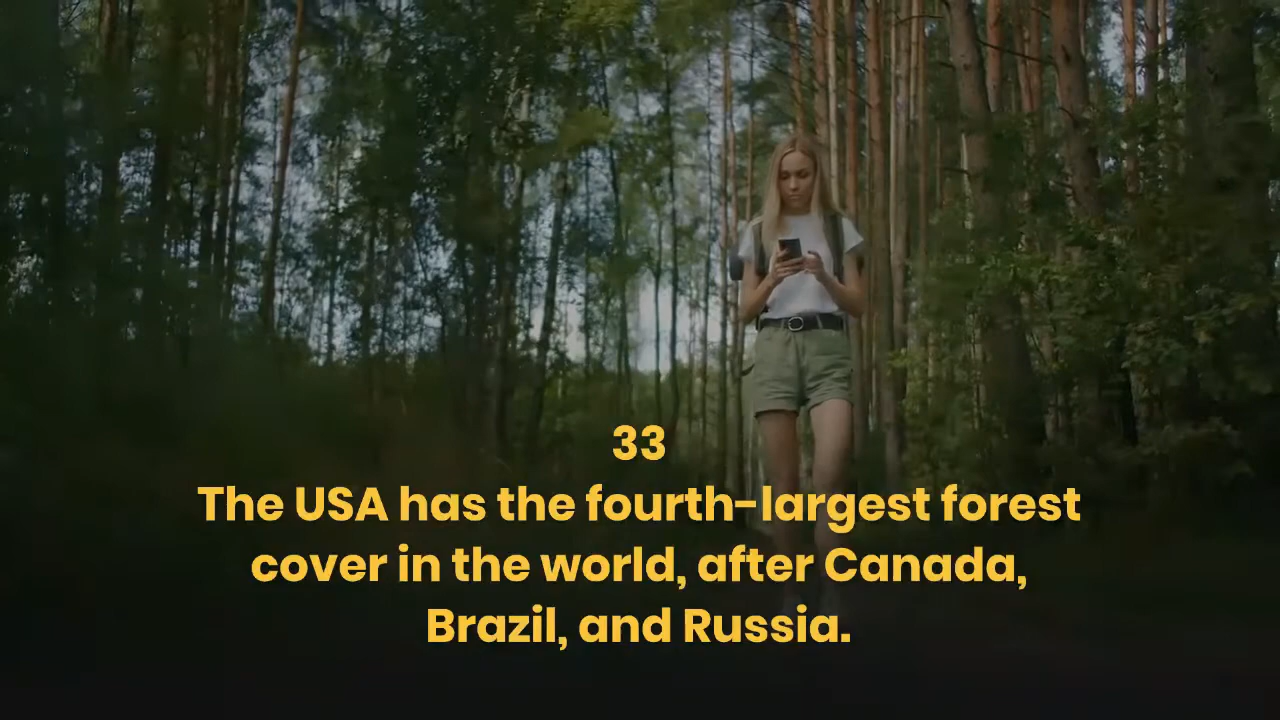 33
The USA has the fourth-largest forest
cover in the world, after Canada,
Brazil, and Russia.